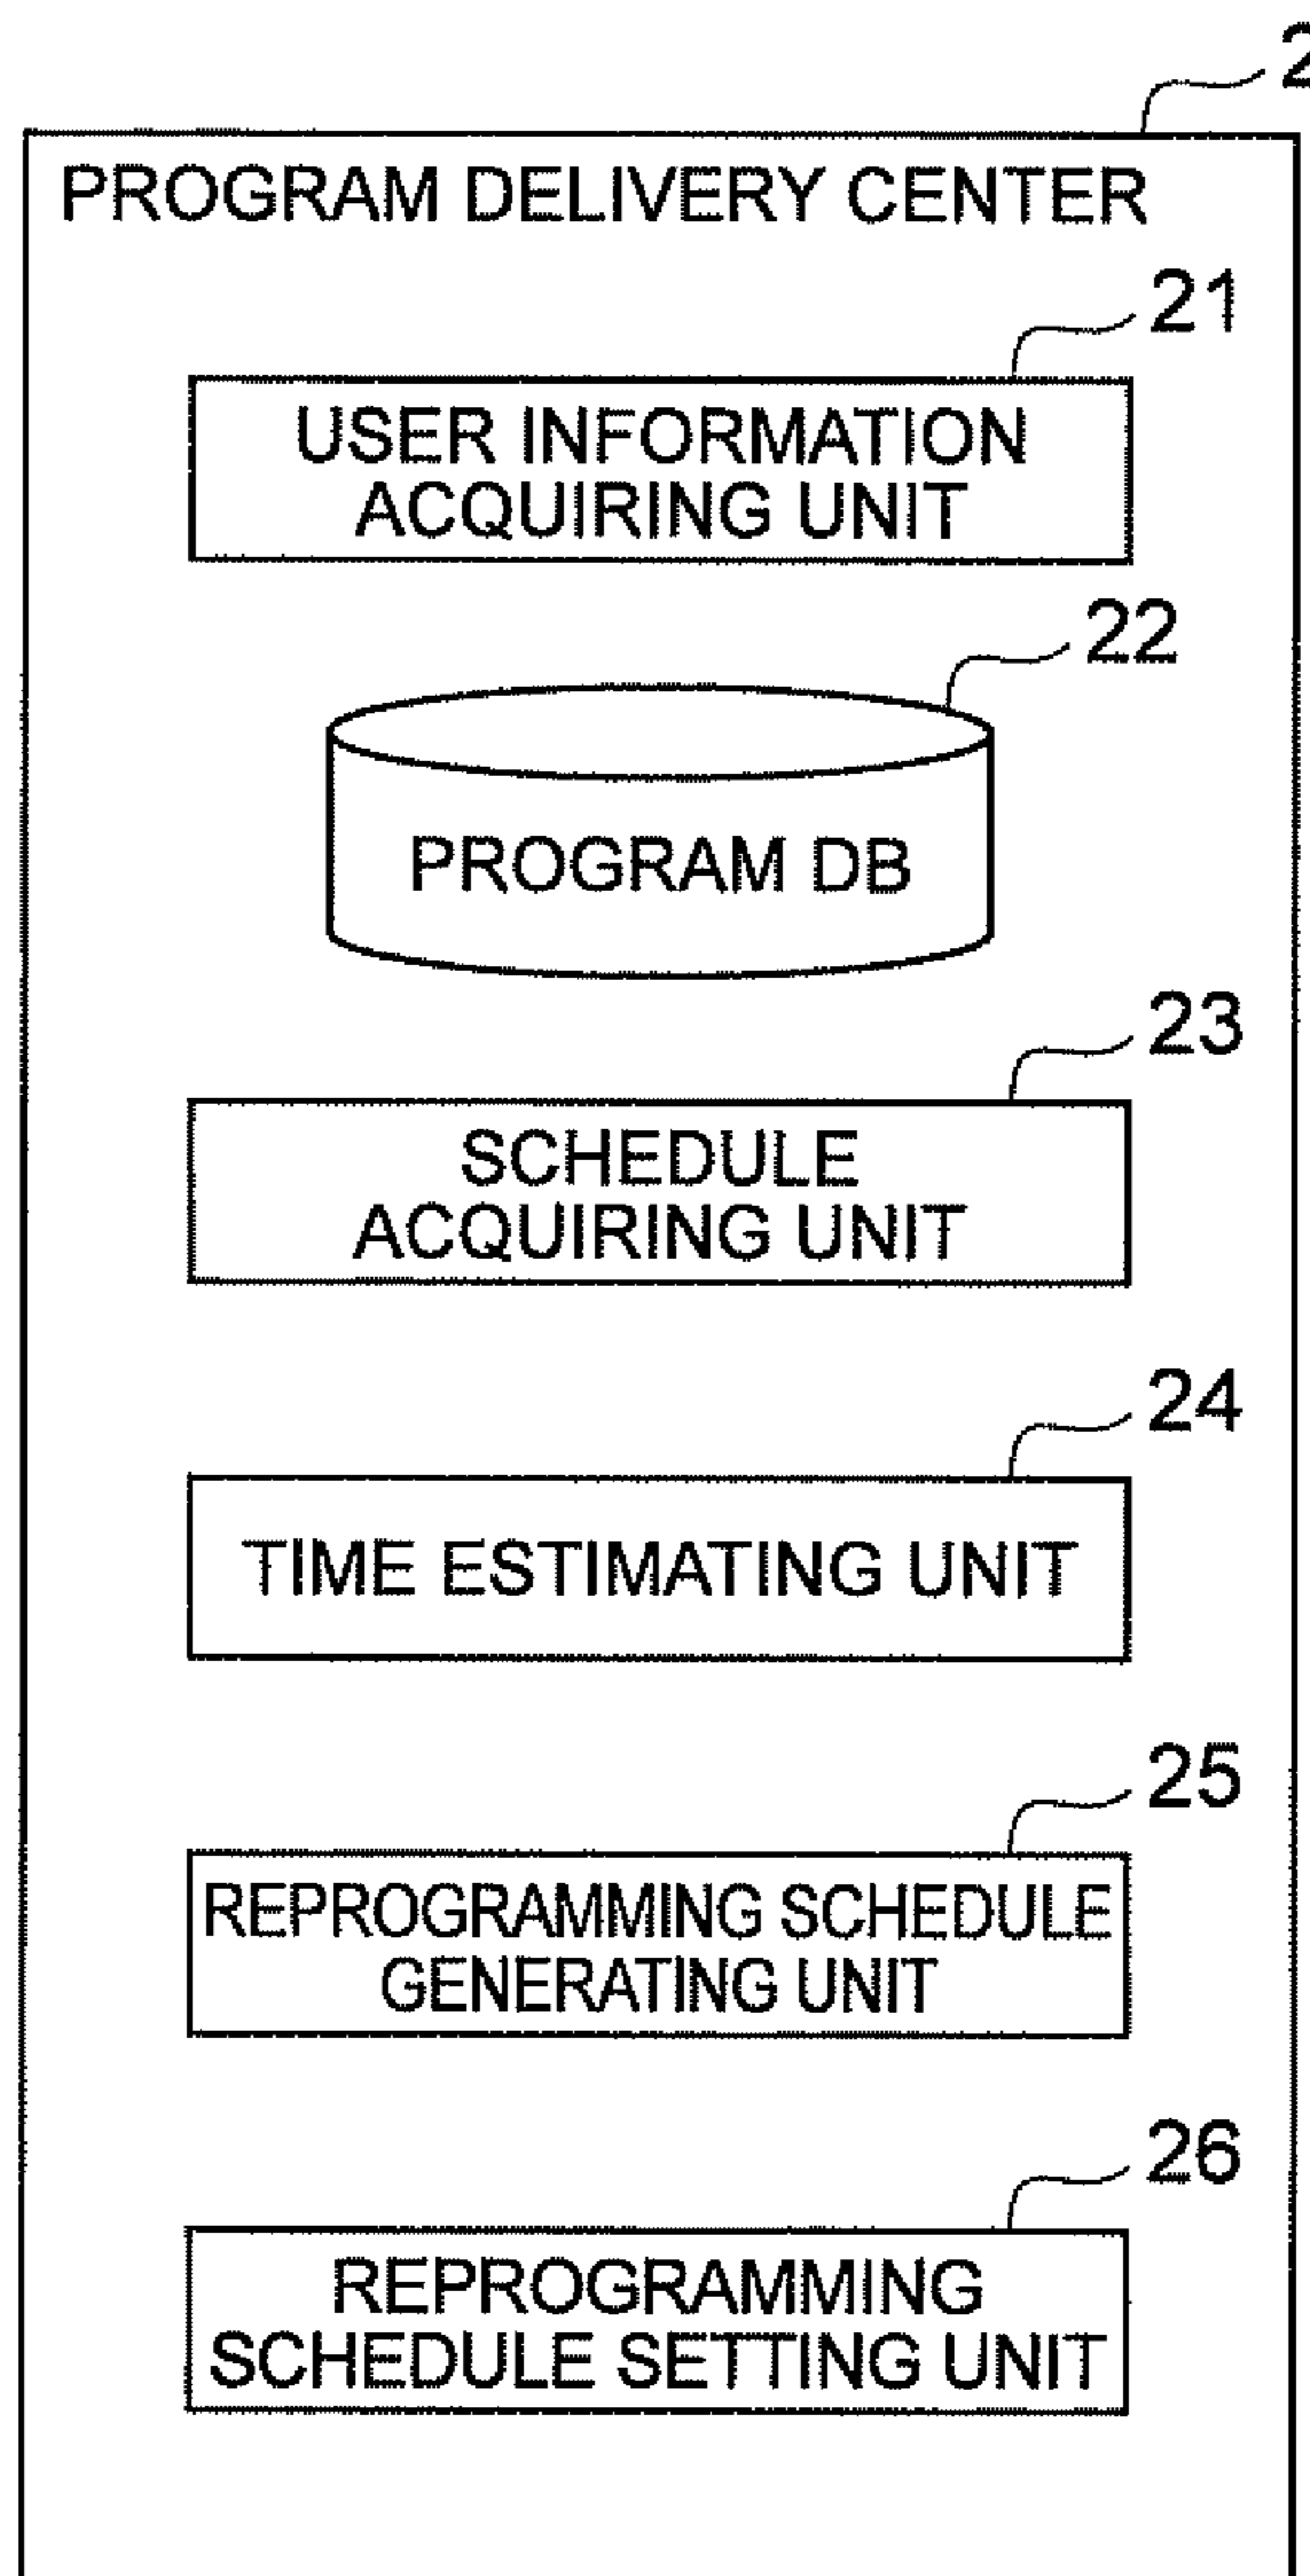 2
PROGRAM DELIVERY CENTER
21
USER INFORMATION
ACQUIRING UNIT
22
PROGRAM DB
23
SCHEDULE
ACQUIRING UNIT
24
TIME ESTIMATING UNIT
25
REPROGRAMMING SCHEDULE
GENERATING UNIT
26
REPROGRAMMING
SCHEDULE SETTING UNIT